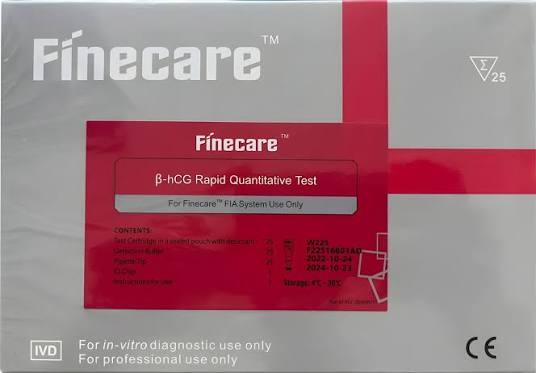 Finecare™
Σ 25
Finecare™
β-hCG Rapid Quantitative Test
For Finecare™ FIA System Use Only
CONTENTS:
Test Cartridge in a sealed pouch with desiccant 25
Detection Buffer 25
Pipette Tip 25
ID Chip 1
Instructions for Use 1
W225
2022-10-24
2024-10-23
Storage: 4℃ - 30℃
IVD
For in-vitro diagnostic use only
For professional use only
CE